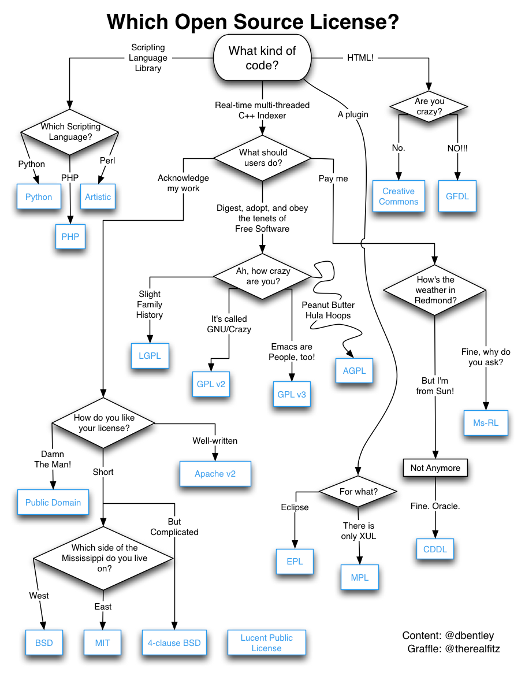 Which Open Source License?
What kind of
code?
Scripting
Language
Library
HTML!
Real-time multi-threaded
C++ Indexer
A plugin
Are you
crazy?
Which Scripting
Language?
What should
users do?
No.
NO!!!
Python
PHP
Perl
Acknowledge
my work
Pay me
Python
Artistic
Creative
Commons
GFDL
PHP
Digest, adopt, and obey
the tenets of
Free Software
Ah, how crazy
are you?
How's the
weather in
Redmond?
Slight
Family
History
It's called
GNU/Crazy
Peanut Butter
Hula Hoops
Emacs are
People, too!
Fine, why do
you ask?
LGPL
GPL v2
GPL v3
AGPL
But I'm
from Sun!
Ms-RL
How do you like
your license?
Damn
The Man!
Short
Well-written
Not Anymore
Public Domain
Apache v2
For what?
Fine. Oracle.
But
Complicated
Eclipse
There is
only XUL
Which side of the
Mississippi do you live
on?
EPL
MPL
CDDL
West
East
BSD
MIT
4-clause BSD
Lucent Public
License
Content: @dbentley
Graffle: @therealfitz